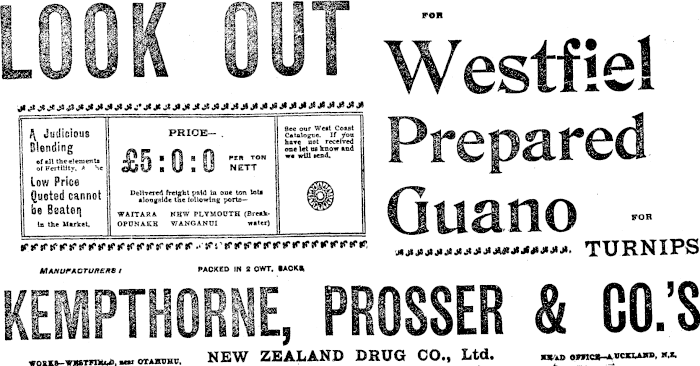 LOOK OUT
FOR
Westfiel
Prepared
Guano
FOR
TURNIPS
A Judicious
Blending
of all the elements
of Fertility,
Low Price
Quoted cannot
be Beaten
in the Market.
PRICE—
£5:0:0 PER TON
NETT
Delivered freight paid in one ton lots
alongside the following ports—
WAITARA NEW PLYMOUTH (Break-
OPUNAKE WANGANUI water)
See our West Coast
Catalogue. If you
have not received
one let us know and
we will send.
MANUFACTURERS:
PACKED IN 2 CWT. SACKS,
KEMPTHORNE, PROSSER & CO.'S
WORKS—WESTFIELD, near OTAHUHU,
NEW ZEALAND DRUG CO., Ltd.
HEAD OFFICE—AUCKLAND, N.Z.